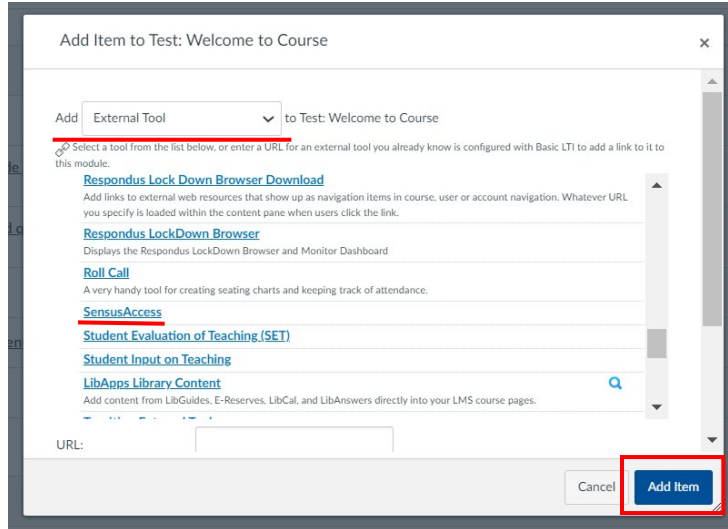 Add Item to Test: Welcome to Course
×
Add External Tool to Test: Welcome to Course
Select a tool from the list below, or enter a URL for an external tool you already know is configured with Basic LTI to add a link to it to
this module.
Respondus Lock Down Browser Download
Add links to external web resources that show up as navigation items in course, user or account navigation. Whatever URL
you specify is loaded within the content pane when users click the link.
Respondus LockDown Browser
Displays the Respondus LockDown Browser and Monitor Dashboard
Roll Call
A very handy tool for creating seating charts and keeping track of attendance.
SensusAccess
Student Evaluation of Teaching (SET)
Student Input on Teaching
LibApps Library Content
Add content from LibGuides, E-Reserves, LibCal, and LibAnswers directly into your LMS course pages.
URL:
Cancel
Add Item